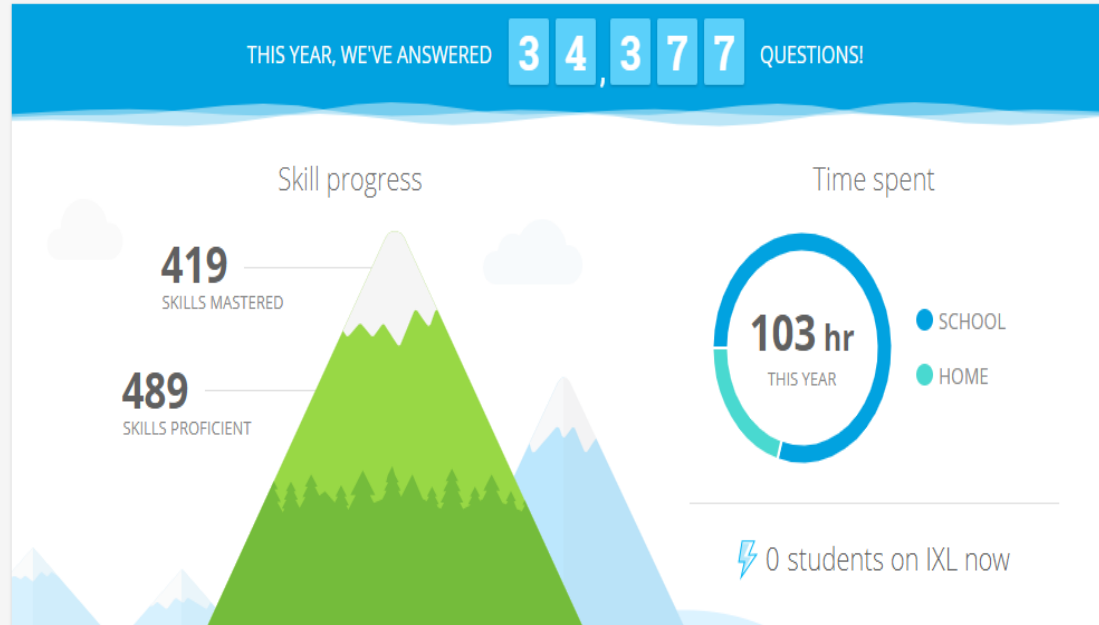 THIS YEAR, WE'VE ANSWERED 34,377 QUESTIONS!
Skill progress
419
SKILLS MASTERED
489
SKILLS PROFICIENT
Time spent
103 hr
THIS YEAR
SCHOOL
HOME
0 students on IXL now